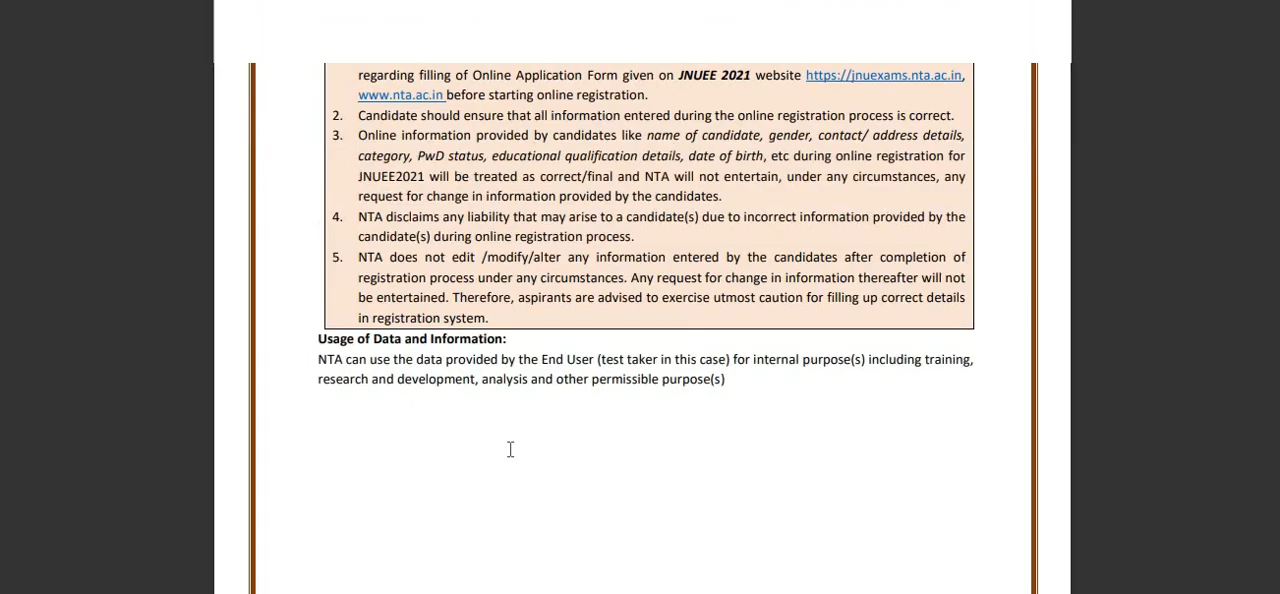 regarding filling of Online Application Form given on JNUEE 2021 website https://jnuexams.nta.ac.in,
www.nta.ac.in before starting online registration.
2. Candidate should ensure that all information entered during the online registration process is correct.
3. Online information provided by candidates like name of candidate, gender, contact/ address details,
category, PwD status, educational qualification details, date of birth, etc during online registration for
JNUEE2021 will be treated as correct/final and NTA will not entertain, under any circumstances, any
request for change in information provided by the candidates.
4. NTA disclaims any liability that may arise to a candidate(s) due to incorrect information provided by the
candidate(s) during online registration process.
5. NTA does not edit /modify/alter any information entered by the candidates after completion of
registration process under any circumstances. Any request for change in information thereafter will not
be entertained. Therefore, aspirants are advised to exercise utmost caution for filling up correct details
in registration system.
Usage of Data and Information:
NTA can use the data provided by the End User (test taker in this case) for internal purpose(s) including training,
research and development, analysis and other permissible purpose(s)